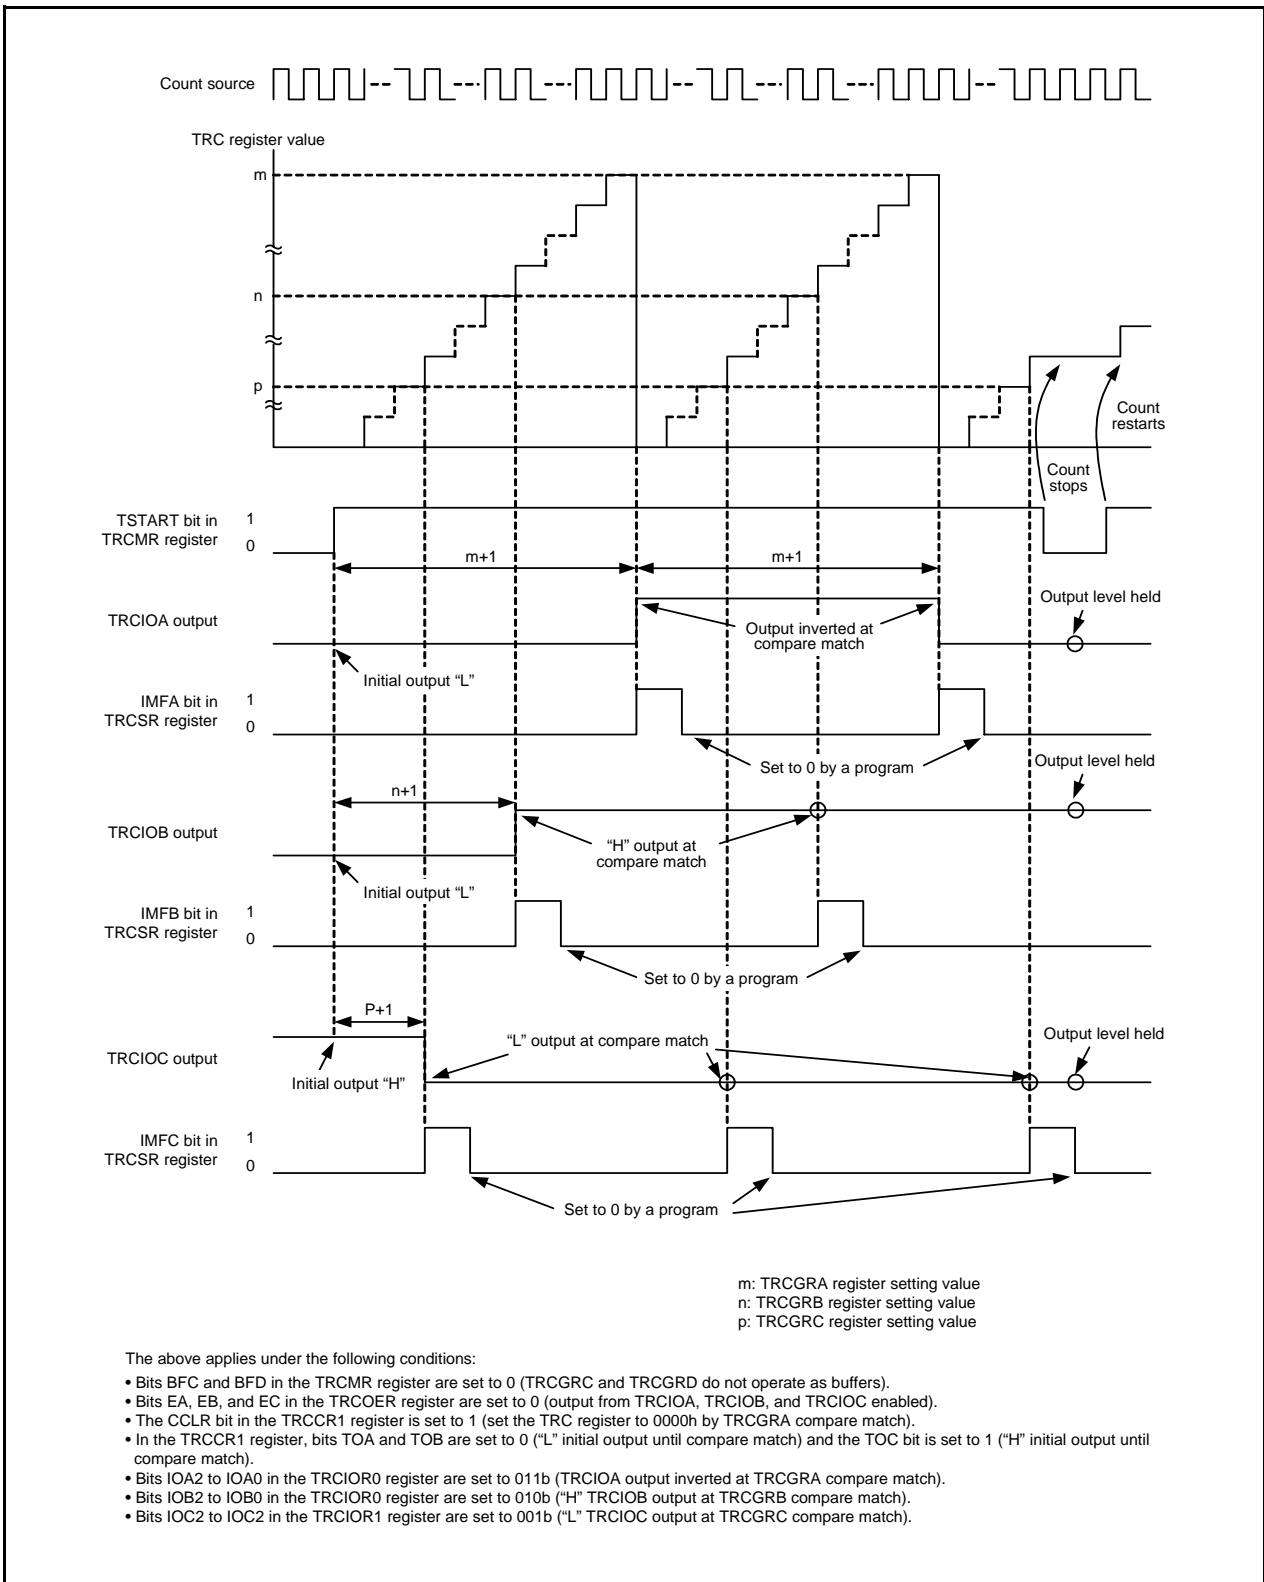 Count source
TRC register value
m
n
p
Count
restarts
Count
stops
TSTART bit in
TRCMR register
1
0
m+1
m+1
Output level held
TRCIOA output
Output inverted at
compare match
Initial output “L”
IMFA bit in
TRCSR register
1
0
Set to 0 by a program
Output level held
n+1
TRCIOB output
“H” output at
compare match
Initial output “L”
IMFB bit in
TRCSR register
1
0
Set to 0 by a program
P+1
“L” output at compare match
Output level held
TRCIOC output
Initial output “H”
IMFC bit in
TRCSR register
1
0
Set to 0 by a program
m: TRCGRA register setting value
n: TRCGRB register setting value
p: TRCGRC register setting value
The above applies under the following conditions:
• Bits BFC and BFD in the TRCMR register are set to 0 (TRCGRC and TRCGRD do not operate as buffers).
• Bits EA, EB, and EC in the TRCOER register are set to 0 (output from TRCIOA, TRCIOB, and TRCIOC enabled).
• The CCLR bit in the TRCCR1 register is set to 1 (set the TRC register to 0000h by TRCGRA compare match).
• In the TRCCR1 register, bits TOA and TOB are set to 0 (“L” initial output until compare match) and the TOC bit is set to 1 (“H” initial output until
compare match).
• Bits IOA2 to IOA0 in the TRCIOR0 register are set to 011b (TRCIOA output inverted at TRCGRA compare match).
• Bits IOB2 to IOB0 in the TRCIOR0 register are set to 010b (“H” TRCIOB output at TRCGRB compare match).
• Bits IOC2 to IOC2 in the TRCIOR1 register are set to 001b (“L” TRCIOC output at TRCGRC compare match).